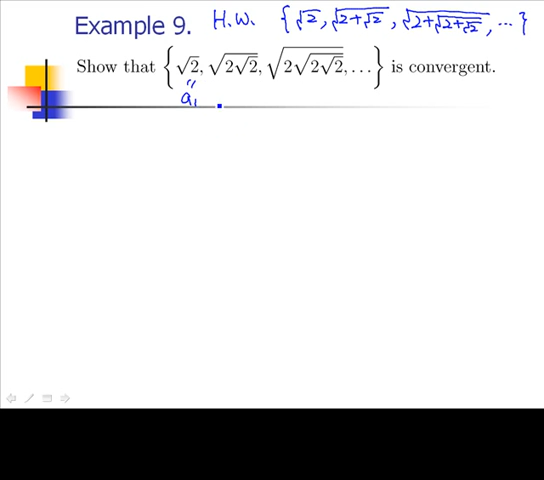 Example 9. H.W. {√2, √(2+√2), √(2+√(2+√2)), ...}
Show that {√2, √(2√2), √(2√(2√2)), ...} is convergent.
"
a₁